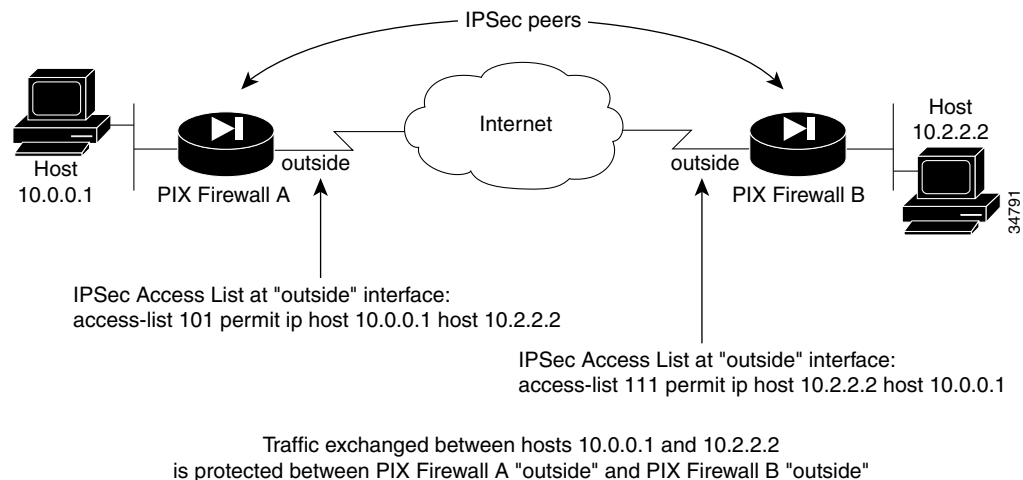 IPSec peers
Internet
Host
10.0.0.1
PIX Firewall A
outside
outside
PIX Firewall B
Host
10.2.2.2
34791
IPSec Access List at "outside" interface:
access-list 101 permit ip host 10.0.0.1 host 10.2.2.2
IPSec Access List at "outside" interface:
access-list 111 permit ip host 10.2.2.2 host 10.0.0.1
Traffic exchanged between hosts 10.0.0.1 and 10.2.2.2
is protected between PIX Firewall A "outside" and PIX Firewall B "outside"